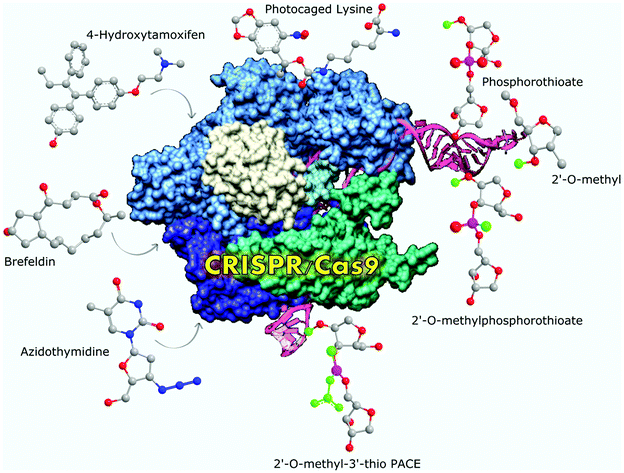 Photocaged Lysine
4-Hydroxytamoxifen
Phosphorothioate
2'-O-methyl
Brefeldin
CRISPR/Cas9
2'-O-methylphosphorothioate
Azidothymidine
2'-O-methyl-3'-thio PACE